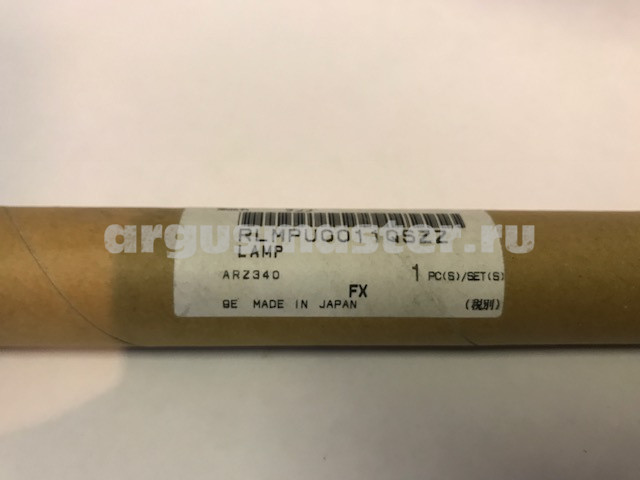 RLMPU0011QSZZ
LAMP
ARZ340
1 PC(S)/SET(S)
FX
9E MADE IN JAPAN
(税別)
argusmaster.ru